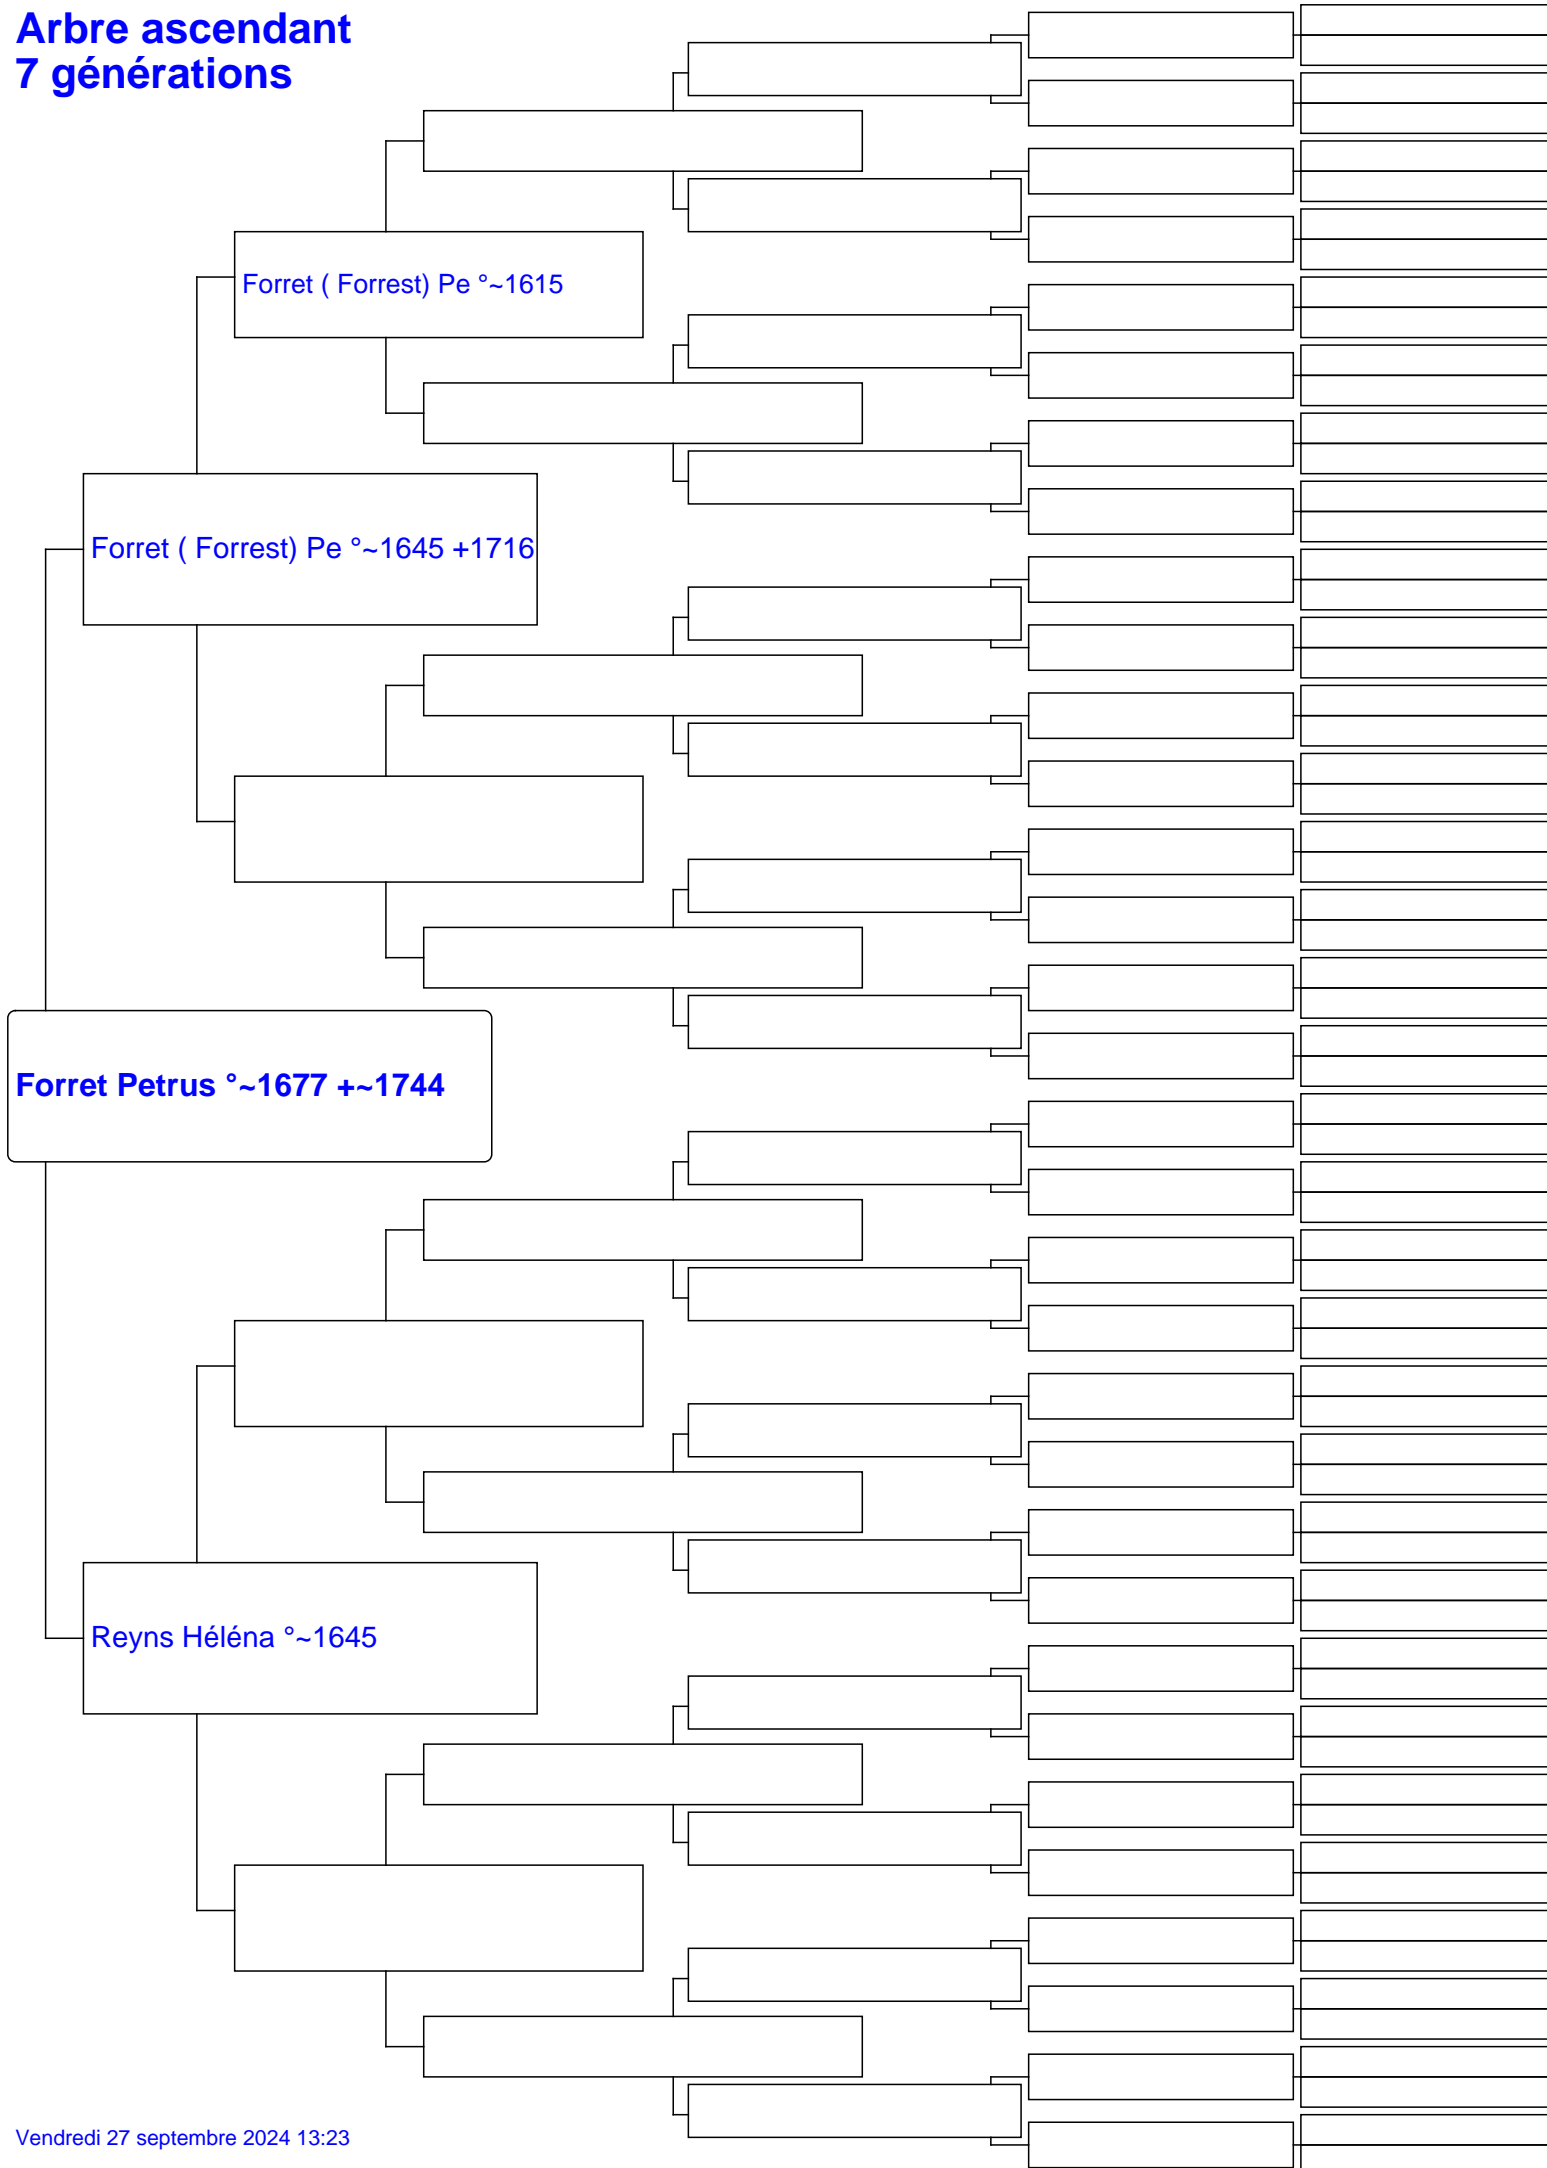 Arbre ascendant
7 générations
Forret ( Forrest) Pe °~1615
Forret ( Forrest) Pe °~1645 +1716
Forret Petrus °~1677 +~1744
Reyns Héléna °~1645
Vendredi 27 septembre 2024 13:23